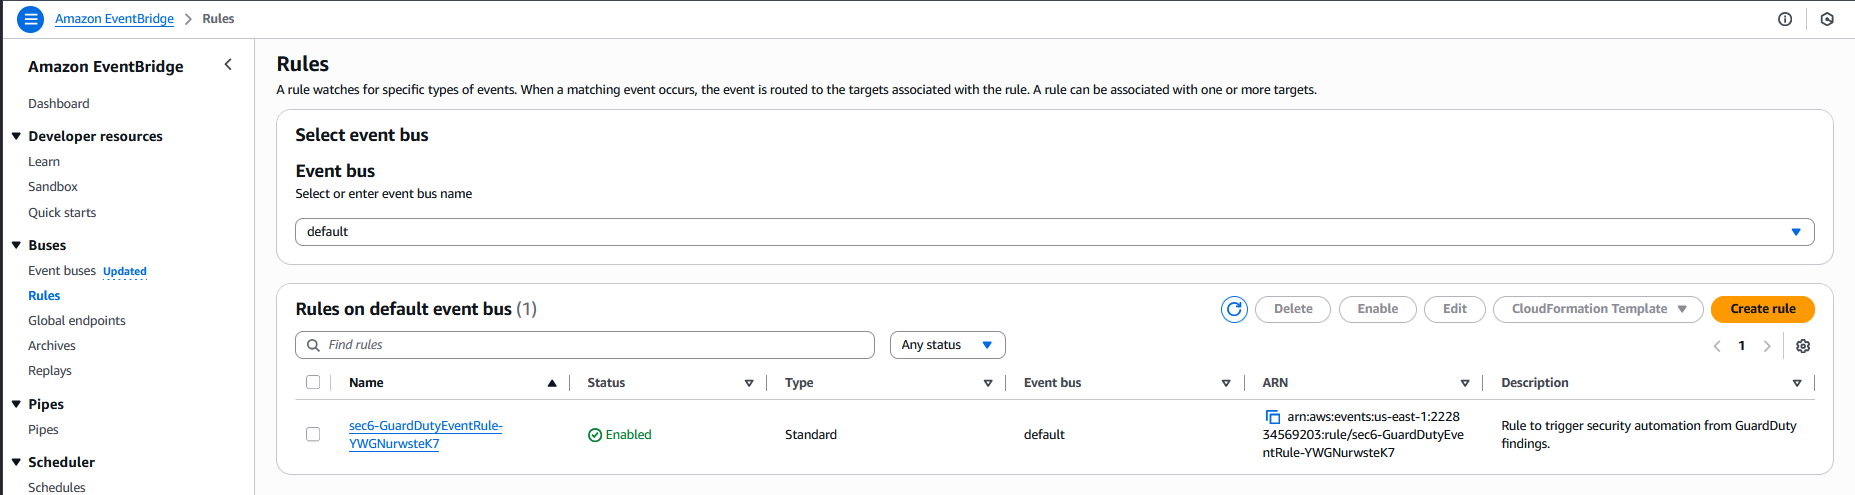 Amazon EventBridge > Rules
Amazon EventBridge
Dashboard
Developer resources
Learn
Sandbox
Quick starts
Buses
Event buses Updated
Rules
Global endpoints
Archives
Replays
Pipes
Pipes
Scheduler
Schedules
Rules
A rule watches for specific types of events. When a matching event occurs, the event is routed to the targets associated with the rule. A rule can be associated with one or more targets.
Select event bus
Event bus
Select or enter event bus name
default
Rules on default event bus (1)
Delete Enable Edit CloudFormation Template Create rule
Find rules Any status 1
Name Status Type Event bus ARN Description
sec6-GuardDutyEventRule-
YWGNurwsteK7
Enabled
Standard
default
arn:aws:events:us-east-1:2228
34569203:rule/sec6-GuardDutyEve
ntRule-YWGNurwsteK7
Rule to trigger security automation from GuardDuty
findings.